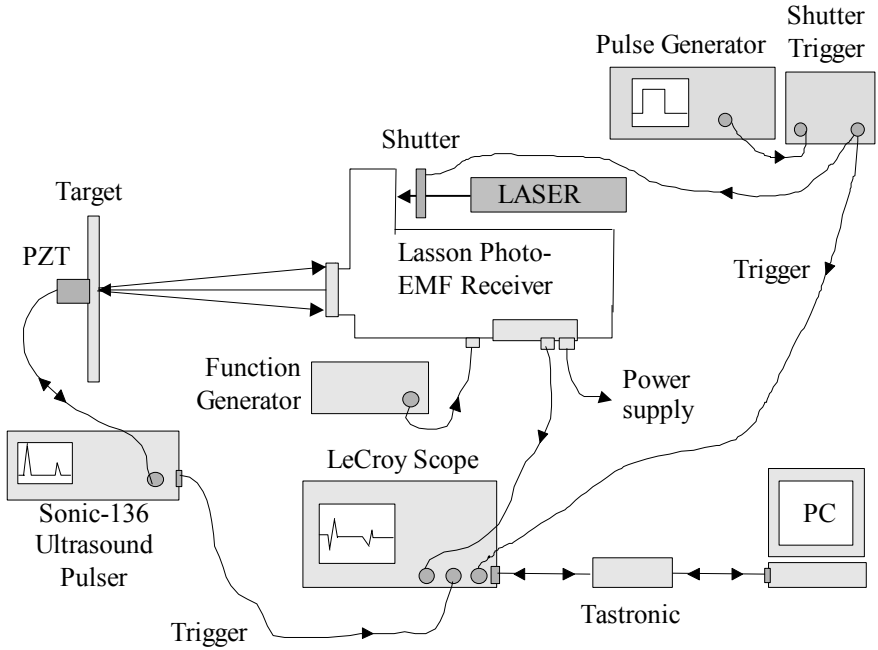 Shutter
Trigger
Pulse Generator
Shutter
Target
LASER
PZT
Lasson Photo-
EMF Receiver
Trigger
Function
Generator
Power
supply
LeCroy Scope
Sonic-136
Ultrasound
Pulser
PC
Tastronic
Trigger